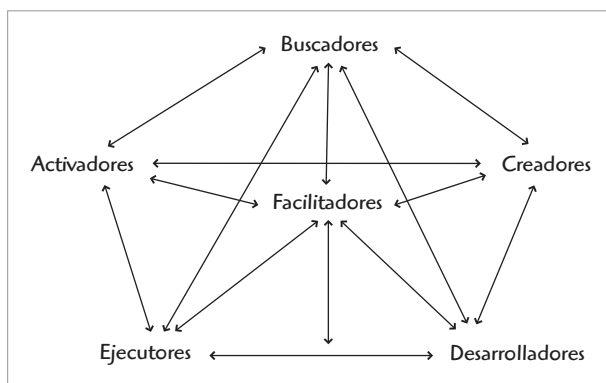 Buscadores
Activadores
Creadores
Facilitadores
Ejecutores
Desarrolladores